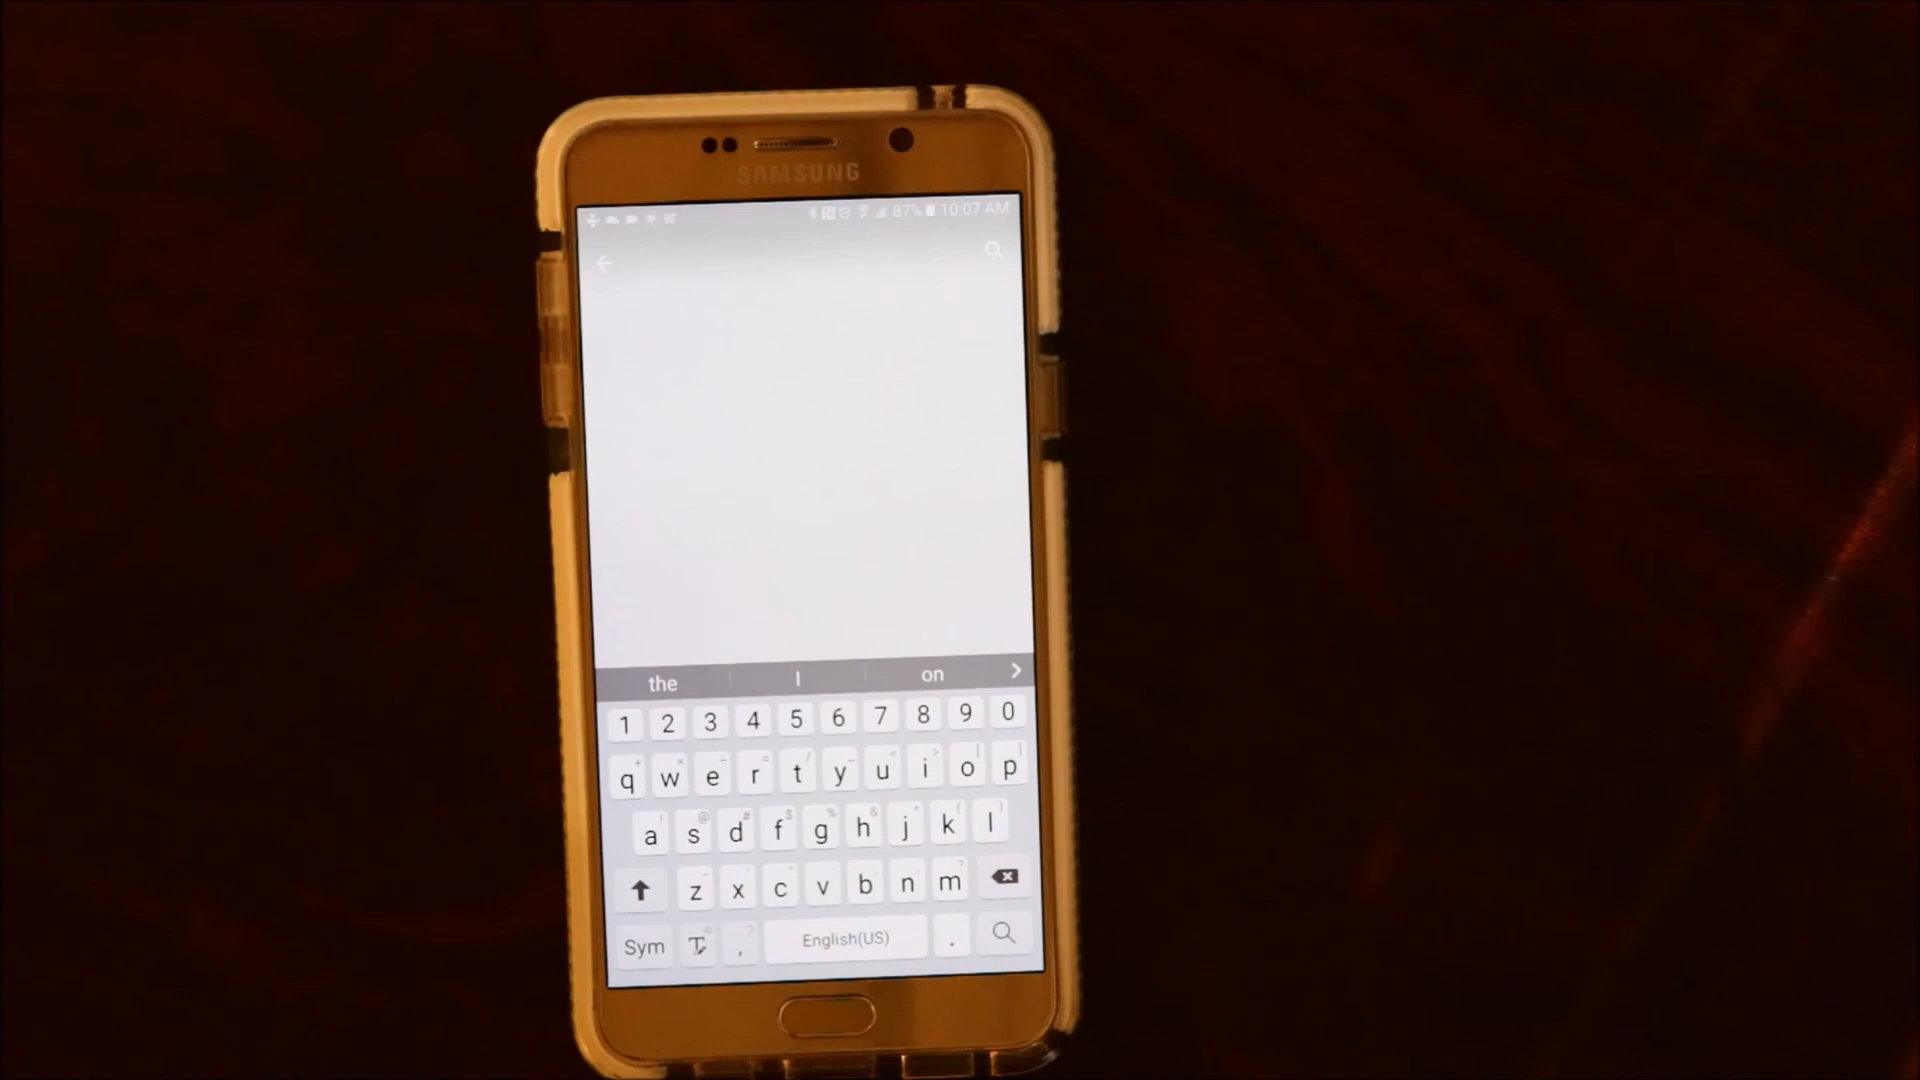 SAMSUNG
87% 10:07 AM
the I on
1 2 3 4 5 6 7 8 9 0
q w e r t y u i o p
a s d f g h j k l
z x c v b n m
Sym , English(US) .